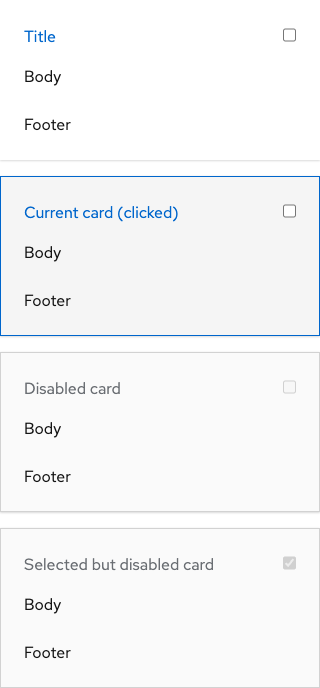 Title
Body
Footer
Current card (clicked)
Body
Footer
Disabled card
Body
Footer
Selected but disabled card
Body
Footer